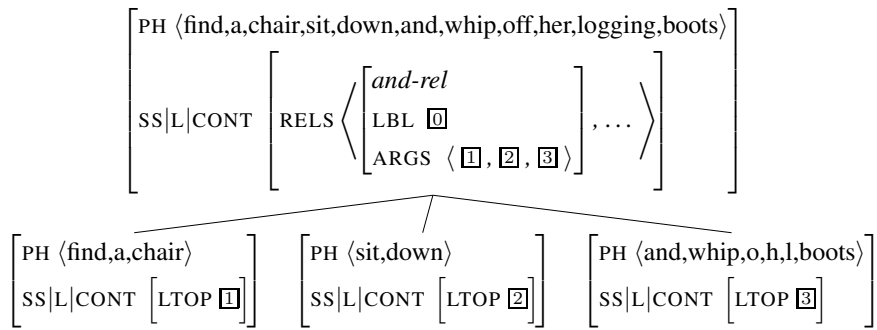 PH ⟨find,a,chair,sit,down,and,whip,off,her,logging,boots⟩
and-rel
SS|L|CONT [RELS ⟨ LBL 0 , … ⟩]
ARGS ⟨ 1 , 2 , 3 ⟩
PH ⟨find,a,chair⟩ PH ⟨sit,down⟩ PH ⟨and,whip,o,h,l,boots⟩
SS|L|CONT [LTOP 1] SS|L|CONT [LTOP 2] SS|L|CONT [LTOP 3]